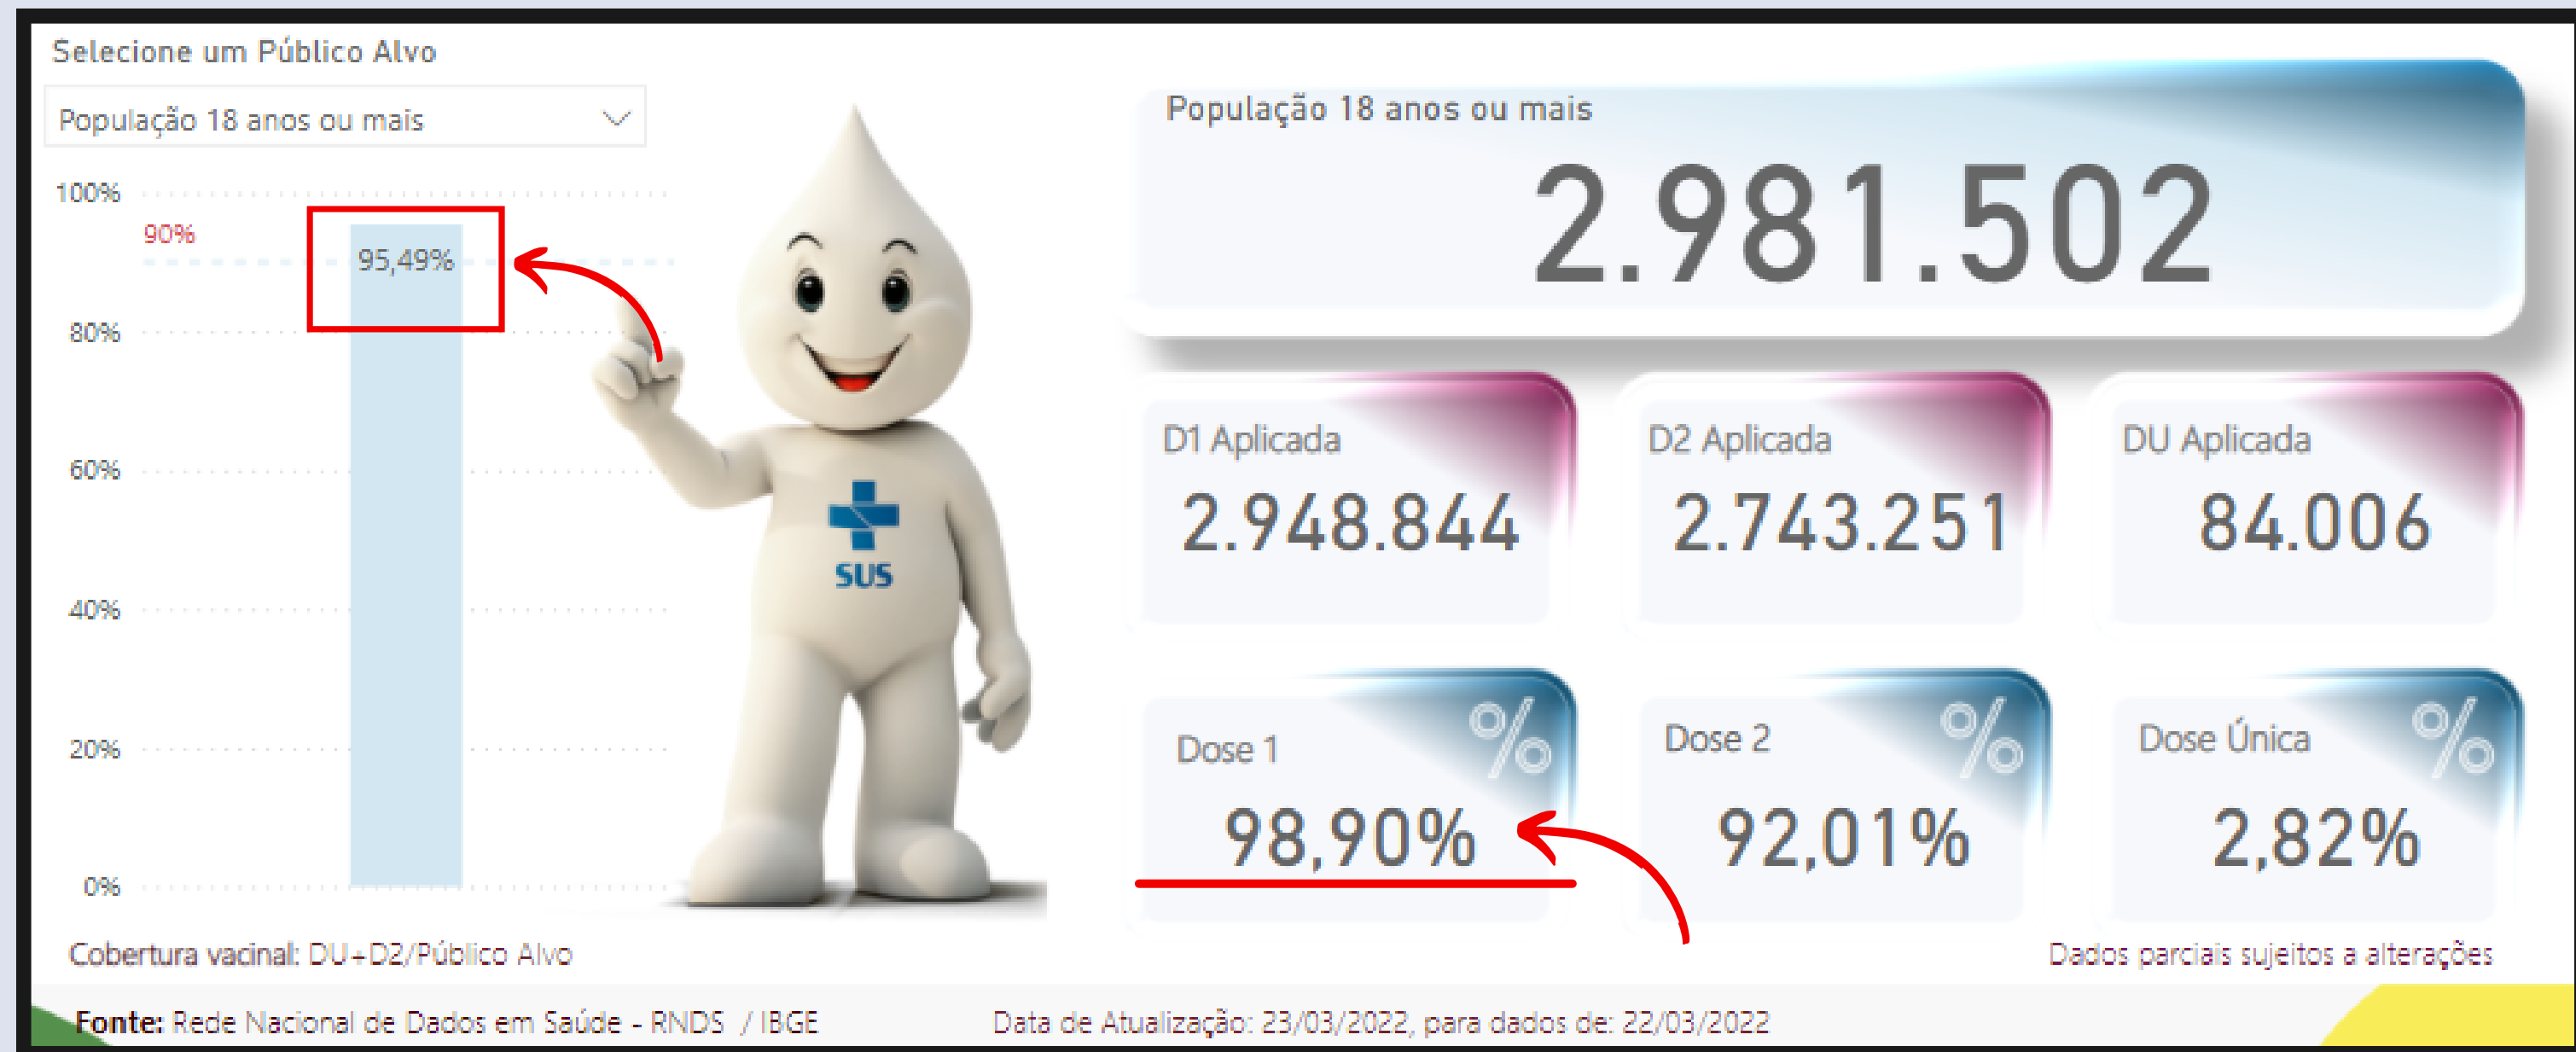 Selecione um Público Alvo
População 18 anos ou mais
100%
90%
95,49%
80%
60%
40%
20%
0%
Cobertura vacinal: DU+D2/Público Alvo
SUS
População 18 anos ou mais
2.981.502
D1 Aplicada
2.948.844
D2 Aplicada
2.743.251
DU Aplicada
84.006
Dose 1
%
98,90%
Dose 2
%
92,01%
Dose Única
%
2,82%
Dados parciais sujeitos a alterações
Fonte: Rede Nacional de Dados em Saúde - RNDS / IBGE
Data de Atualização: 23/03/2022, para dados de: 22/03/2022